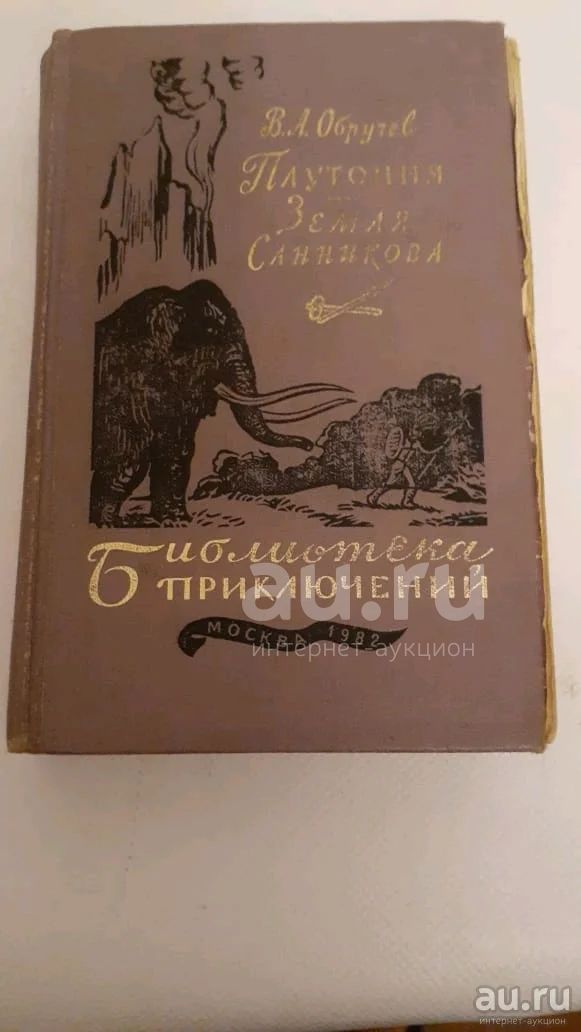 В.А. Обручев
Плутония
Земля
Санникова
Библиотека
приключений
МОСКВА 1982
au.ru
интернет-аукцион
au.ru
интернет-аукцион